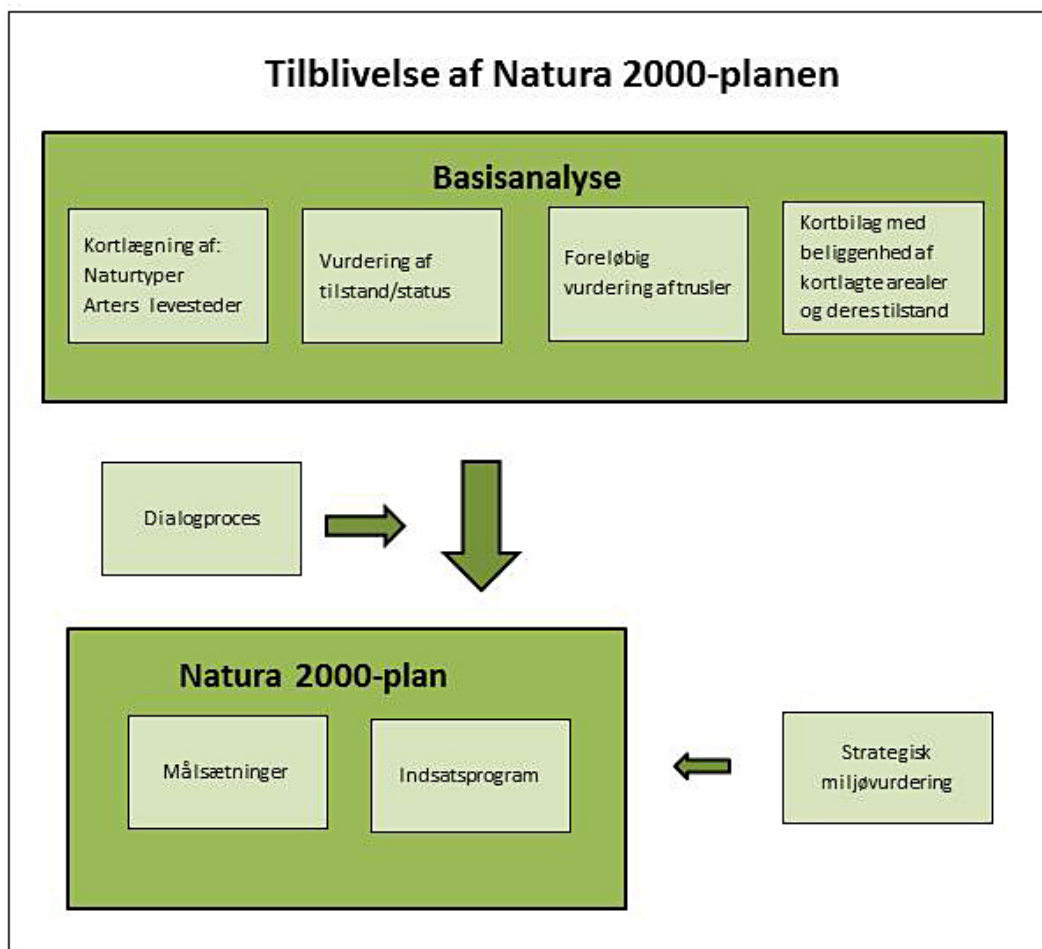 Tilblivelse af Natura 2000-planen
Basisanalyse
Kortlægning af:
Naturtyper
Arters levesteder
Vurdering af
tilstand/status
Foreløbig
vurdering af trusler
Kortbilag med
beliggenhed af
kortlagte arealer
og deres tilstand
Dialogproces
Natura 2000-plan
Målsætninger
Indsatsprogram
Strategisk
miljøvurdering